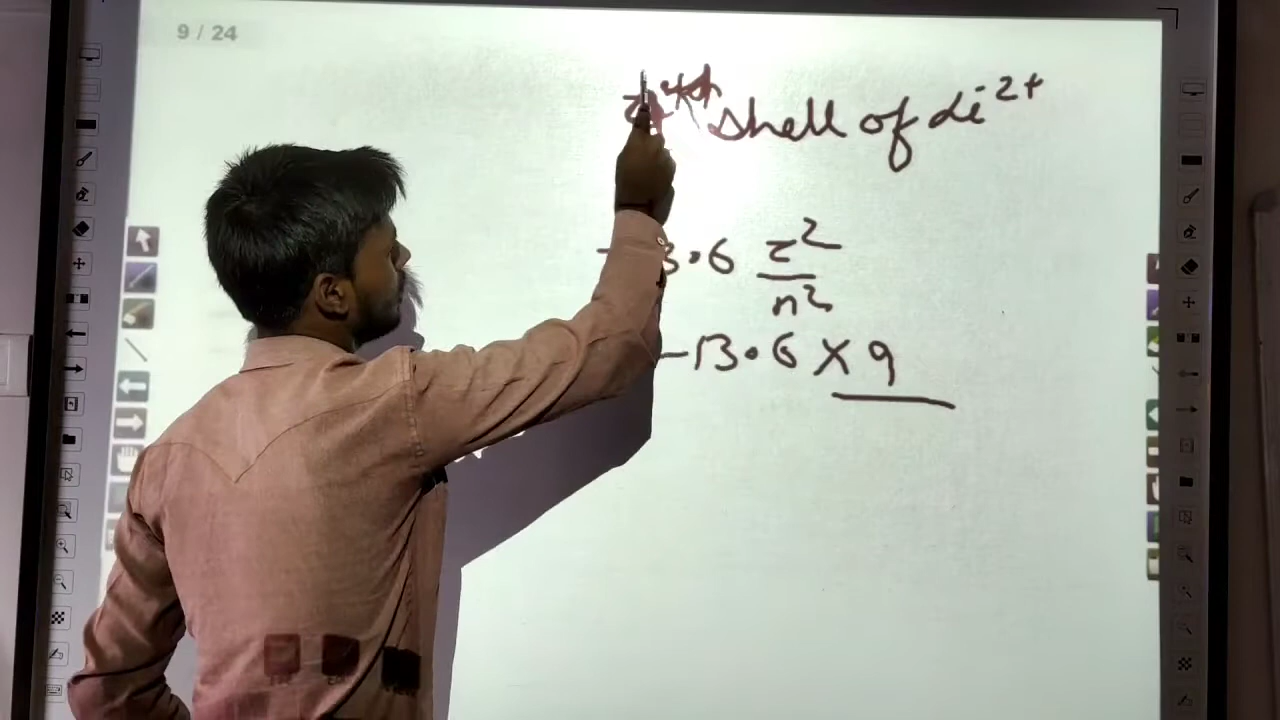 9 / 24
shell of Li²⁺
3.6 z²/n²
-13.6 × 9